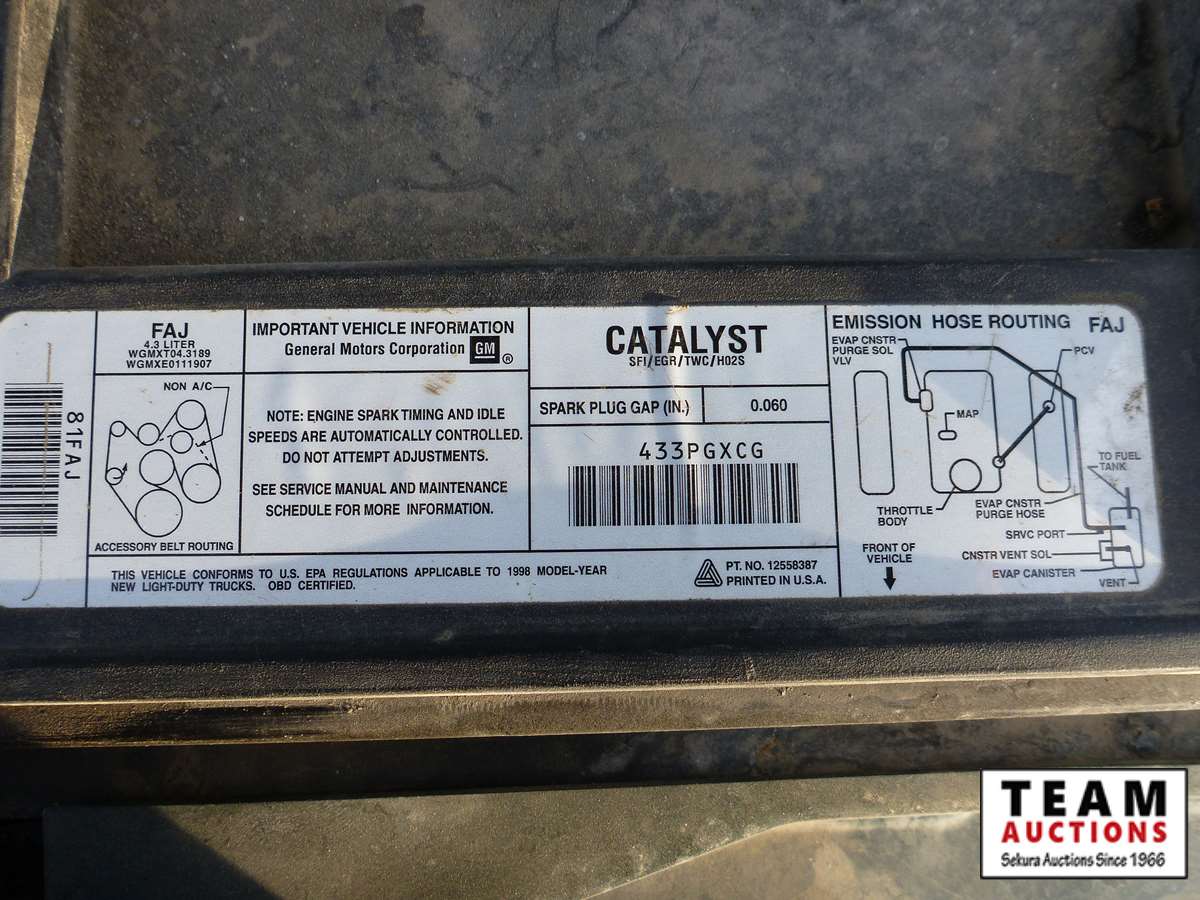 81FAJ
FAJ
4.3 LITER
WGMXT04.3189
WGMXE0111907
NON A/C
ACCESSORY BELT ROUTING
IMPORTANT VEHICLE INFORMATION
General Motors Corporation GM ®
NOTE: ENGINE SPARK TIMING AND IDLE
SPEEDS ARE AUTOMATICALLY CONTROLLED.
DO NOT ATTEMPT ADJUSTMENTS.
SEE SERVICE MANUAL AND MAINTENANCE
SCHEDULE FOR MORE INFORMATION.
CATALYST
SFI/EGR/TWC/HO2S
SPARK PLUG GAP (IN.) 0.060
433PGXCG
THIS VEHICLE CONFORMS TO U.S. EPA REGULATIONS APPLICABLE TO 1998 MODEL-YEAR
NEW LIGHT-DUTY TRUCKS. OBD CERTIFIED.
PT. NO. 12558387
PRINTED IN U.S.A.
EMISSION HOSE ROUTING FAJ
EVAP CNSTR
PURGE SOL
VLV
PCV
MAP
TO FUEL
TANK
THROTTLE
BODY
EVAP CNSTR
PURGE HOSE
SRVC PORT
FRONT OF
VEHICLE
CNSTR VENT SOL
EVAP CANISTER
VENT
TEAM
AUCTIONS
Sekura Auctions Since 1966